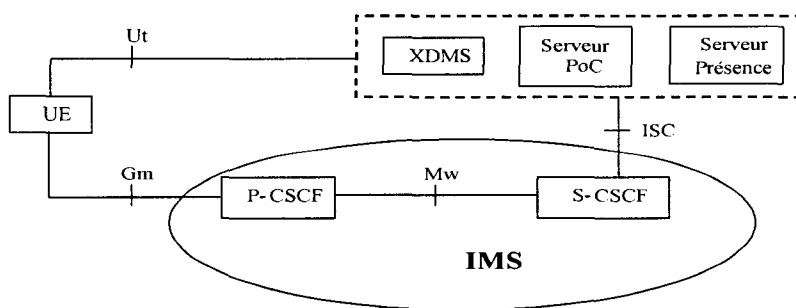 Ut
XDMS
Serveur
PoC
Serveur
Présence
UE
ISC
Gm
P-CSCF
Mw
S-CSCF
IMS